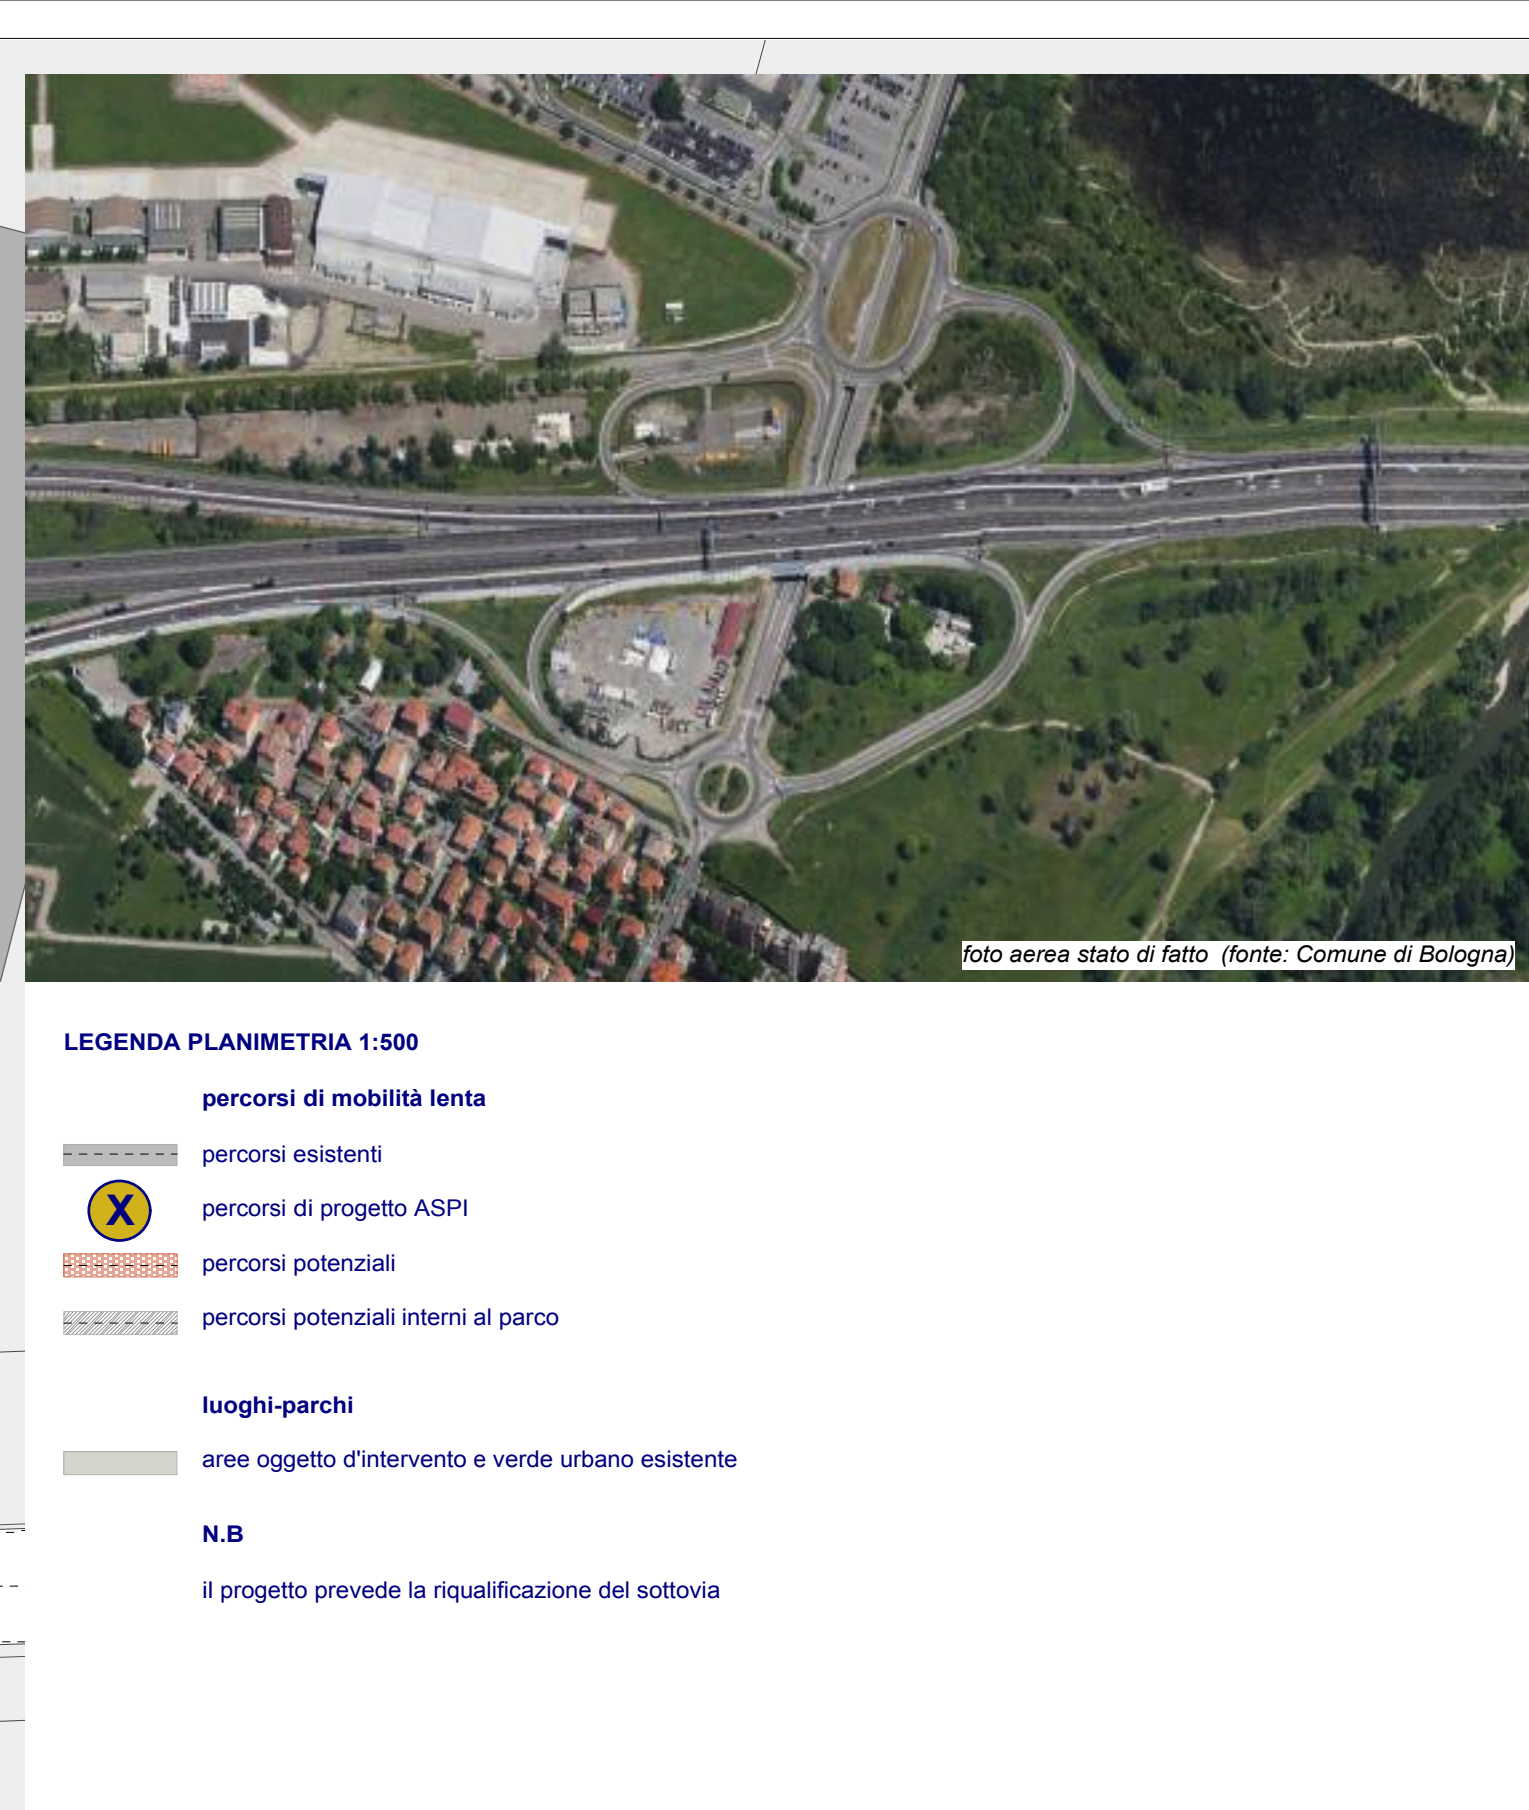 foto aerea stato di fatto (fonte: Comune di Bologna)
LEGENDA PLANIMETRIA 1:500
percorsi di mobilità lenta
percorsi esistenti
X
percorsi di progetto ASPI
percorsi potenziali
percorsi potenziali interni al parco
luoghi-parchi
aree oggetto d'intervento e verde urbano esistente
N.B
il progetto prevede la riqualificazione del sottovia